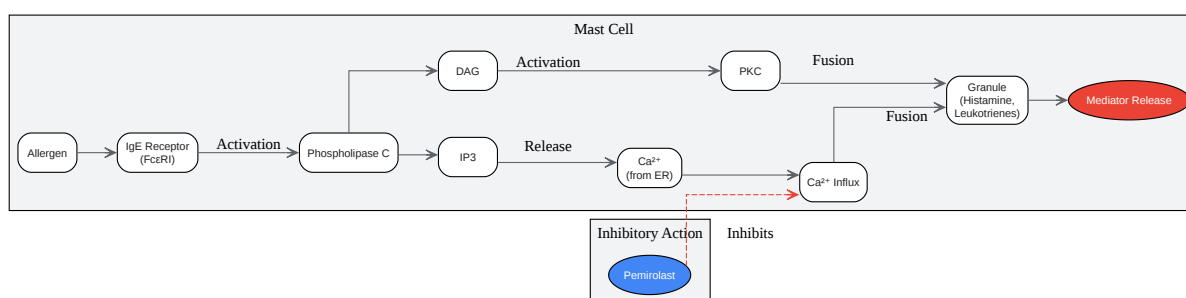 Mast Cell
DAG
Activation
PKC
Fusion
Granule
(Histamine,
Leukotrienes)
Mediator Release
Allergen
IgE Receptor
(FcεRI)
Activation
Phospholipase C
IP3
Release
Ca²⁺
(from ER)
Ca²⁺ Influx
Fusion
Inhibitory Action
Inhibits
Pemirolast